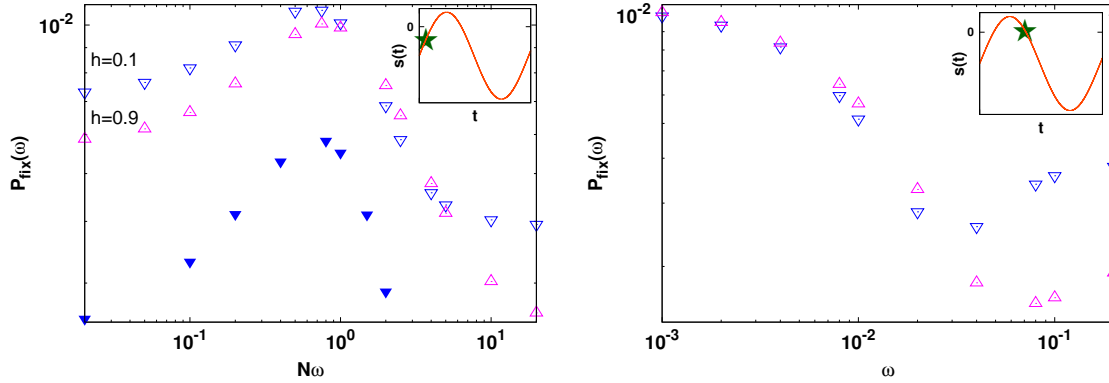 10⁻²
h=0.1
h=0.9
P_fix(ω)
0
s(t)
t
10⁻¹ 10⁰ 10¹
Nω
10⁻²
P_fix(ω)
0
s(t)
t
10⁻³ 10⁻² 10⁻¹
ω